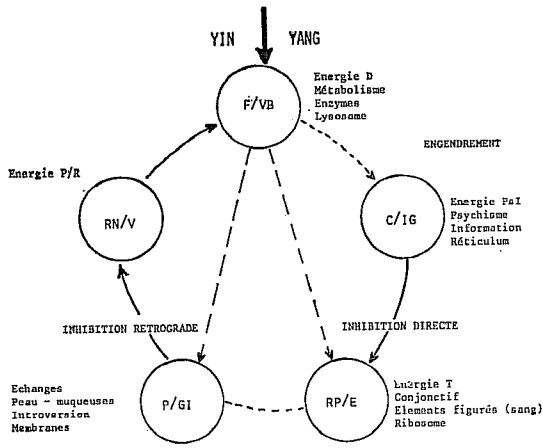 YIN YANG
F/VB
Energie D
Métabolisme
Enzymes
Lysosome
ENGENDREMENT
Energie P/R
RN/V
C/IG
Energie PsI
Psychisme
Information
Réticulum
INHIBITION RETROGRADE
INHIBITION DIRECTE
Echanges
Peau - muqueuses
Introversion
Membranes
P/GI
RP/E
Energie T
Conjonctif
Elements figurés (sang)
Ribosome